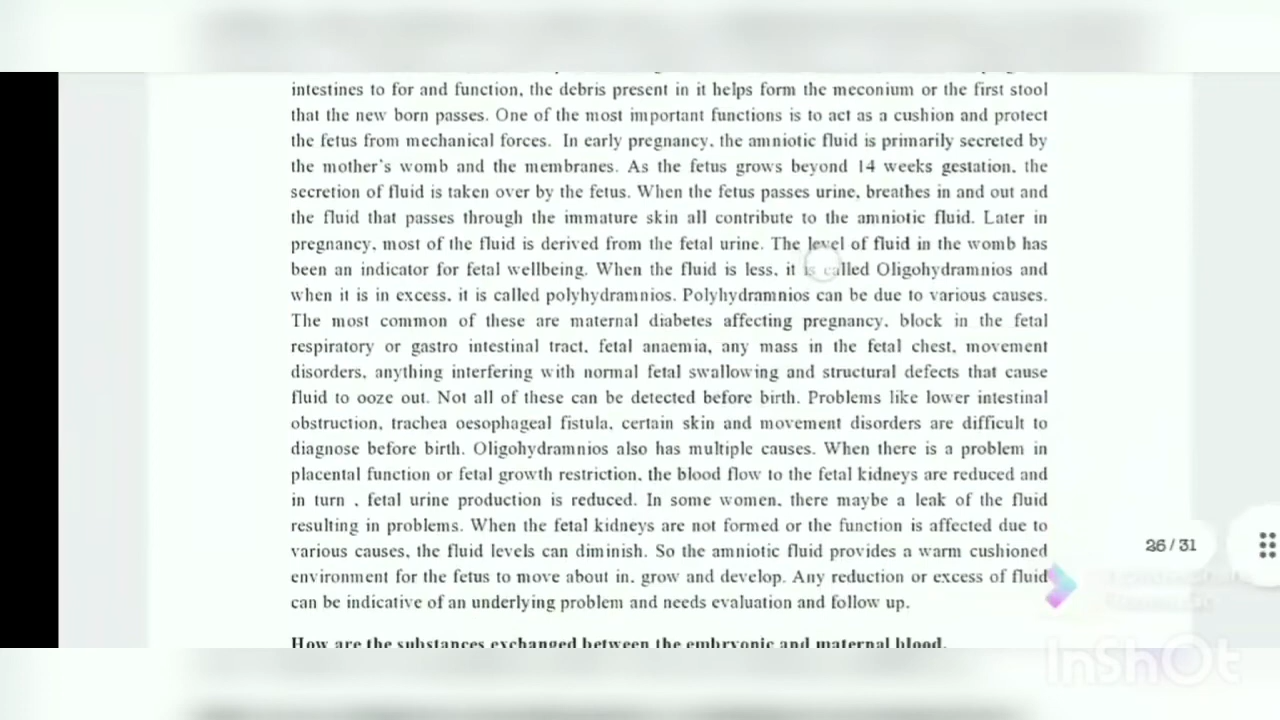 intestines to for and function, the debris present in it helps form the meconium or the first stool
that the new born passes. One of the most important functions is to act as a cushion and protect
the fetus from mechanical forces. In early pregnancy, the amniotic fluid is primarily secreted by
the mother's womb and the membranes. As the fetus grows beyond 14 weeks gestation, the
secretion of fluid is taken over by the fetus. When the fetus passes urine, breathes in and out and
the fluid that passes through the immature skin all contribute to the amniotic fluid. Later in
pregnancy, most of the fluid is derived from the fetal urine. The level of fluid in the womb has
been an indicator for fetal wellbeing. When the fluid is less, it is called Oligohydramnios and
when it is in excess, it is called polyhydramnios. Polyhydramnios can be due to various causes.
The most common of these are maternal diabetes affecting pregnancy, block in the fetal
respiratory or gastro intestinal tract, fetal anaemia, any mass in the fetal chest, movement
disorders, anything interfering with normal fetal swallowing and structural defects that cause
fluid to ooze out. Not all of these can be detected before birth. Problems like lower intestinal
obstruction, trachea oesophageal fistula, certain skin and movement disorders are difficult to
diagnose before birth. Oligohydramnios also has multiple causes. When there is a problem in
placental function or fetal growth restriction, the blood flow to the fetal kidneys are reduced and
in turn , fetal urine production is reduced. In some women, there maybe a leak of the fluid
resulting in problems. When the fetal kidneys are not formed or the function is affected due to
various causes, the fluid levels can diminish. So the amniotic fluid provides a warm cushioned
environment for the fetus to move about in, grow and develop. Any reduction or excess of fluid
can be indicative of an underlying problem and needs evaluation and follow up.
How are the substances exchanged between the embryonic and maternal blood.
26 / 31
InShOt